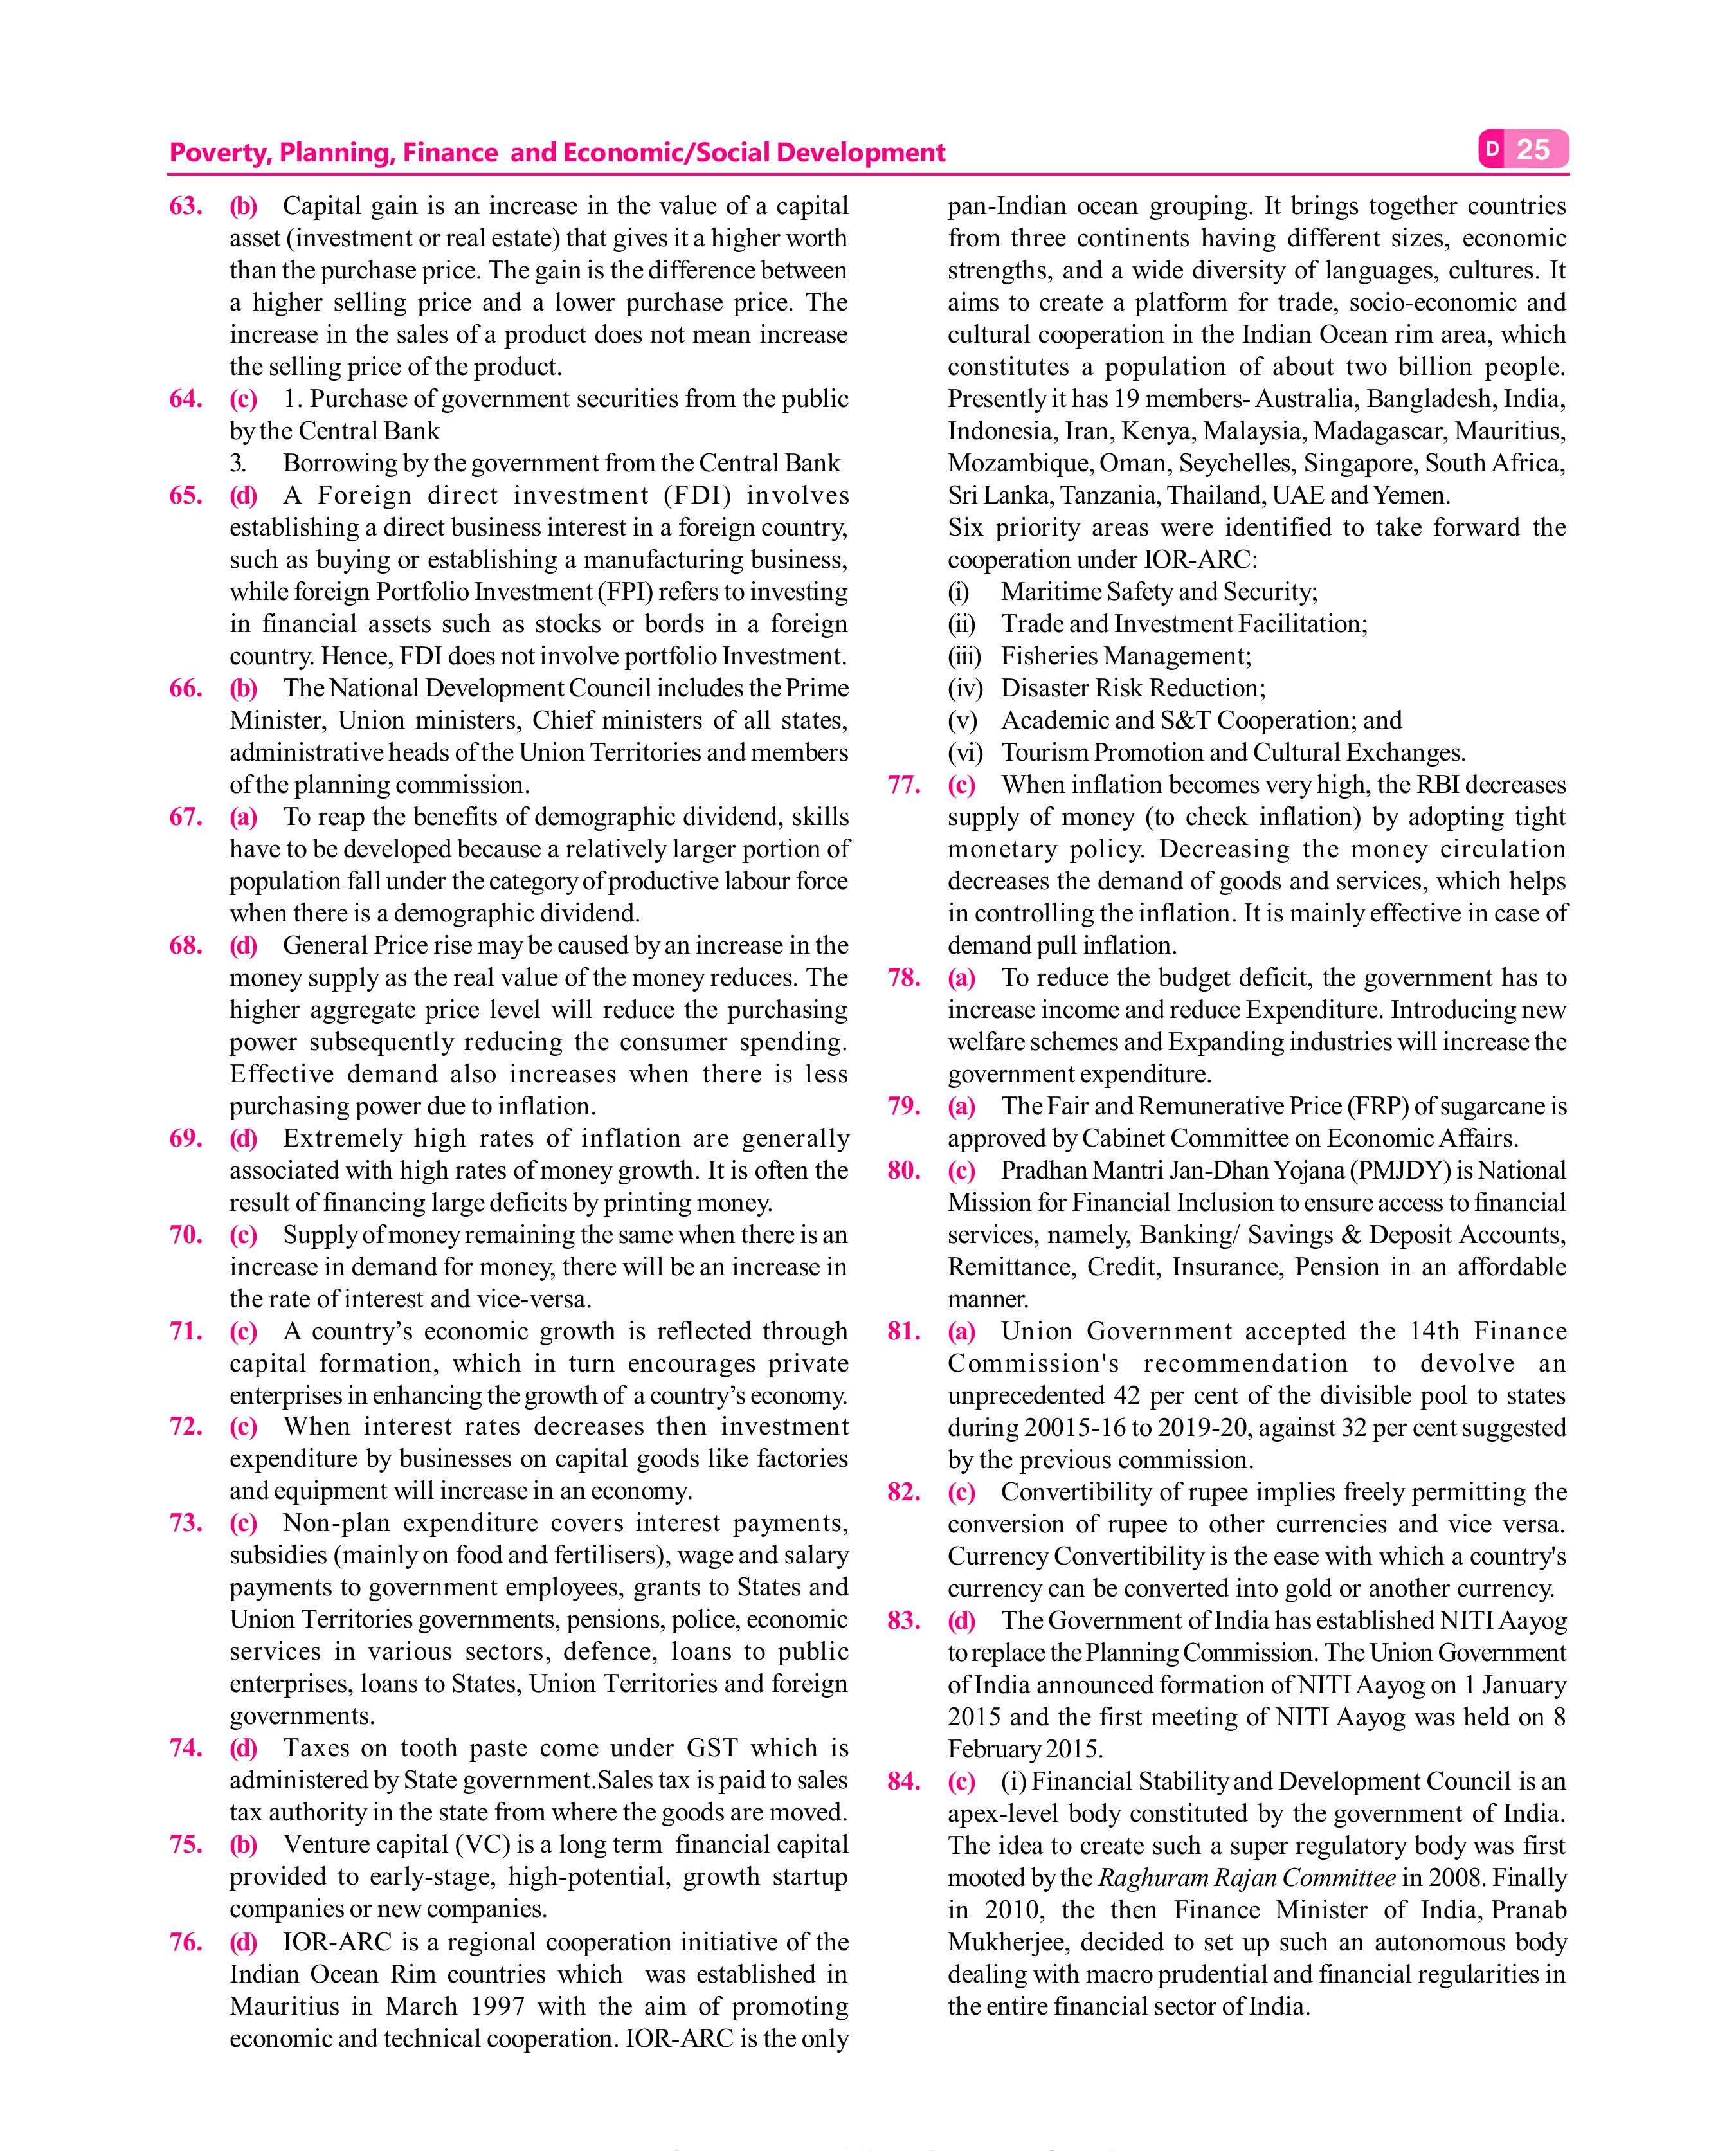 Poverty, Planning, Finance and Economic/Social Development
D 25
63. (b) Capital gain is an increase in the value of a capital
asset (investment or real estate) that gives it a higher worth
than the purchase price. The gain is the difference between
a higher selling price and a lower purchase price. The
increase in the sales of a product does not mean increase
the selling price of the product.
64. (c) 1. Purchase of government securities from the public
by the Central Bank
3. Borrowing by the government from the Central Bank
65. (d) A Foreign direct investment (FDI) involves
establishing a direct business interest in a foreign country,
such as buying or establishing a manufacturing business,
while foreign Portfolio Investment (FPI) refers to investing
in financial assets such as stocks or bords in a foreign
country. Hence, FDI does not involve portfolio Investment.
66. (b) The National Development Council includes the Prime
Minister, Union ministers, Chief ministers of all states,
administrative heads of the Union Territories and members
of the planning commission.
67. (a) To reap the benefits of demographic dividend, skills
have to be developed because a relatively larger portion of
population fall under the category of productive labour force
when there is a demographic dividend.
68. (d) General Price rise may be caused by an increase in the
money supply as the real value of the money reduces. The
higher aggregate price level will reduce the purchasing
power subsequently reducing the consumer spending.
Effective demand also increases when there is less
purchasing power due to inflation.
69. (d) Extremely high rates of inflation are generally
associated with high rates of money growth. It is often the
result of financing large deficits by printing money.
70. (c) Supply of money remaining the same when there is an
increase in demand for money, there will be an increase in
the rate of interest and vice-versa.
71. (c) A country’s economic growth is reflected through
capital formation, which in turn encourages private
enterprises in enhancing the growth of a country’s economy.
72. (c) When interest rates decreases then investment
expenditure by businesses on capital goods like factories
and equipment will increase in an economy.
73. (c) Non-plan expenditure covers interest payments,
subsidies (mainly on food and fertilisers), wage and salary
payments to government employees, grants to States and
Union Territories governments, pensions, police, economic
services in various sectors, defence, loans to public
enterprises, loans to States, Union Territories and foreign
governments.
74. (d) Taxes on tooth paste come under GST which is
administered by State government.Sales tax is paid to sales
tax authority in the state from where the goods are moved.
75. (b) Venture capital (VC) is a long term financial capital
provided to early-stage, high-potential, growth startup
companies or new companies.
76. (d) IOR-ARC is a regional cooperation initiative of the
Indian Ocean Rim countries which was established in
Mauritius in March 1997 with the aim of promoting
economic and technical cooperation. IOR-ARC is the only
pan-Indian ocean grouping. It brings together countries
from three continents having different sizes, economic
strengths, and a wide diversity of languages, cultures. It
aims to create a platform for trade, socio-economic and
cultural cooperation in the Indian Ocean rim area, which
constitutes a population of about two billion people.
Presently it has 19 members- Australia, Bangladesh, India,
Indonesia, Iran, Kenya, Malaysia, Madagascar, Mauritius,
Mozambique, Oman, Seychelles, Singapore, South Africa,
Sri Lanka, Tanzania, Thailand, UAE and Yemen.
Six priority areas were identified to take forward the
cooperation under IOR-ARC:
(i) Maritime Safety and Security;
(ii) Trade and Investment Facilitation;
(iii) Fisheries Management;
(iv) Disaster Risk Reduction;
(v) Academic and S&T Cooperation; and
(vi) Tourism Promotion and Cultural Exchanges.
77. (c) When inflation becomes very high, the RBI decreases
supply of money (to check inflation) by adopting tight
monetary policy. Decreasing the money circulation
decreases the demand of goods and services, which helps
in controlling the inflation. It is mainly effective in case of
demand pull inflation.
78. (a) To reduce the budget deficit, the government has to
increase income and reduce Expenditure. Introducing new
welfare schemes and Expanding industries will increase the
government expenditure.
79. (a) The Fair and Remunerative Price (FRP) of sugarcane is
approved by Cabinet Committee on Economic Affairs.
80. (c) Pradhan Mantri Jan-Dhan Yojana (PMJDY) is National
Mission for Financial Inclusion to ensure access to financial
services, namely, Banking/ Savings & Deposit Accounts,
Remittance, Credit, Insurance, Pension in an affordable
manner.
81. (a) Union Government accepted the 14th Finance
Commission's recommendation to devolve an
unprecedented 42 per cent of the divisible pool to states
during 20015-16 to 2019-20, against 32 per cent suggested
by the previous commission.
82. (c) Convertibility of rupee implies freely permitting the
conversion of rupee to other currencies and vice versa.
Currency Convertibility is the ease with which a country's
currency can be converted into gold or another currency.
83. (d) The Government of India has established NITI Aayog
to replace the Planning Commission. The Union Government
of India announced formation of NITI Aayog on 1 January
2015 and the first meeting of NITI Aayog was held on 8
February 2015.
84. (c) (i) Financial Stability and Development Council is an
apex-level body constituted by the government of India.
The idea to create such a super regulatory body was first
mooted by the Raghuram Rajan Committee in 2008. Finally
in 2010, the then Finance Minister of India, Pranab
Mukherjee, decided to set up such an autonomous body
dealing with macro prudential and financial regularities in
the entire financial sector of India.